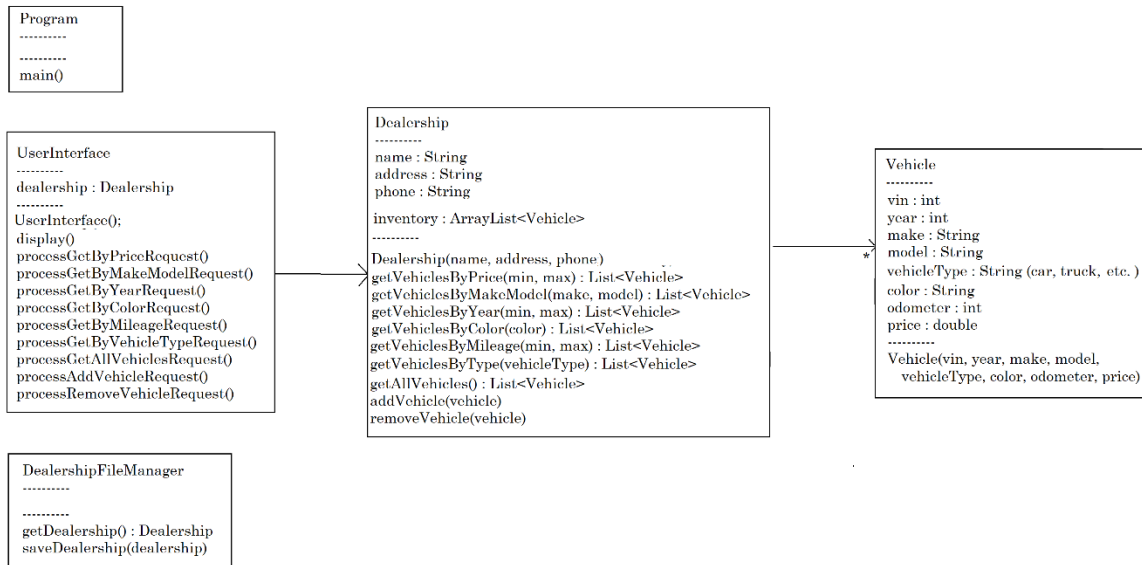 Program
----------
----------
main()
UserInterface
----------
dealership : Dealership
----------
UserInterface();
display()
processGetByPriceRequest()
processGetByMakeModelRequest()
processGetByYearRequest()
processGetByColorRequest()
processGetByMileageRequest()
processGetByVehicleTypeRequest()
processGetAllVehiclesRequest()
processAddVehicleRequest()
processRemoveVehicleRequest()
Dealership
----------
name : String
address : String
phone : String
inventory : ArrayList<Vehicle>
----------
Dealership(name, address, phone)
getVehiclesByPrice(min, max) : List<Vehicle>
getVehiclesByMakeModel(make, model) : List<Vehicle>
getVehiclesByYear(min, max) : List<Vehicle>
getVehiclesByColor(color) : List<Vehicle>
getVehiclesByMileage(min, max) : List<Vehicle>
getVehiclesByType(vehicleType) : List<Vehicle>
getAllVehicles() : List<Vehicle>
addVehicle(vehicle)
removeVehicle(vehicle)
*
Vehicle
----------
vin : int
year : int
make : String
model : String
vehicleType : String (car, truck, etc. )
color : String
odometer : int
price : double
----------
Vehicle(vin, year, make, model,
vehicleType, color, odometer, price)
DealershipFileManager
----------
----------
getDealership() : Dealership
saveDealership(dealership)